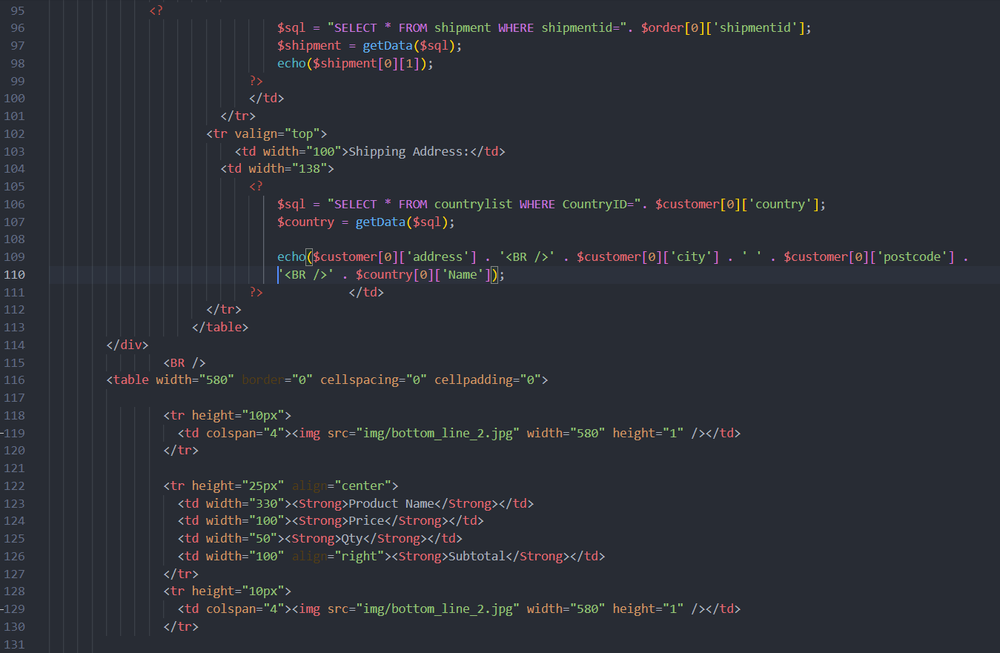 95 <?
96 $sql = "SELECT * FROM shipment WHERE shipmentid=". $order[0]['shipmentid'];
97 $shipment = getData($sql);
98 echo($shipment[0][1]);
99 ?>
100 </td>
101 </tr>
102 <tr valign="top">
103 <td width="100">Shipping Address:</td>
104 <td width="138">
105 <?
106 $sql = "SELECT * FROM countrylist WHERE CountryID=". $customer[0]['country'];
107 $country = getData($sql);
108
109 echo($customer[0]['address'] . '<BR />' . $customer[0]['city'] . ' ' . $customer[0]['postcode'] .
110 '<BR />' . $country[0]['Name']);
111 ?> </td>
112 </tr>
113 </table>
114 </div>
115 <BR />
116 <table width="580" border="0" cellspacing="0" cellpadding="0">
117
118 <tr height="10px">
119 <td colspan="4"><img src="img/bottom_line_2.jpg" width="580" height="1" /></td>
120 </tr>
121
122 <tr height="25px" align="center">
123 <td width="330"><Strong>Product Name</Strong></td>
124 <td width="100"><Strong>Price</Strong></td>
125 <td width="50"><Strong>Qty</Strong></td>
126 <td width="100" align="right"><Strong>Subtotal</Strong></td>
127 </tr>
128 <tr height="10px">
129 <td colspan="4"><img src="img/bottom_line_2.jpg" width="580" height="1" /></td>
130 </tr>
131